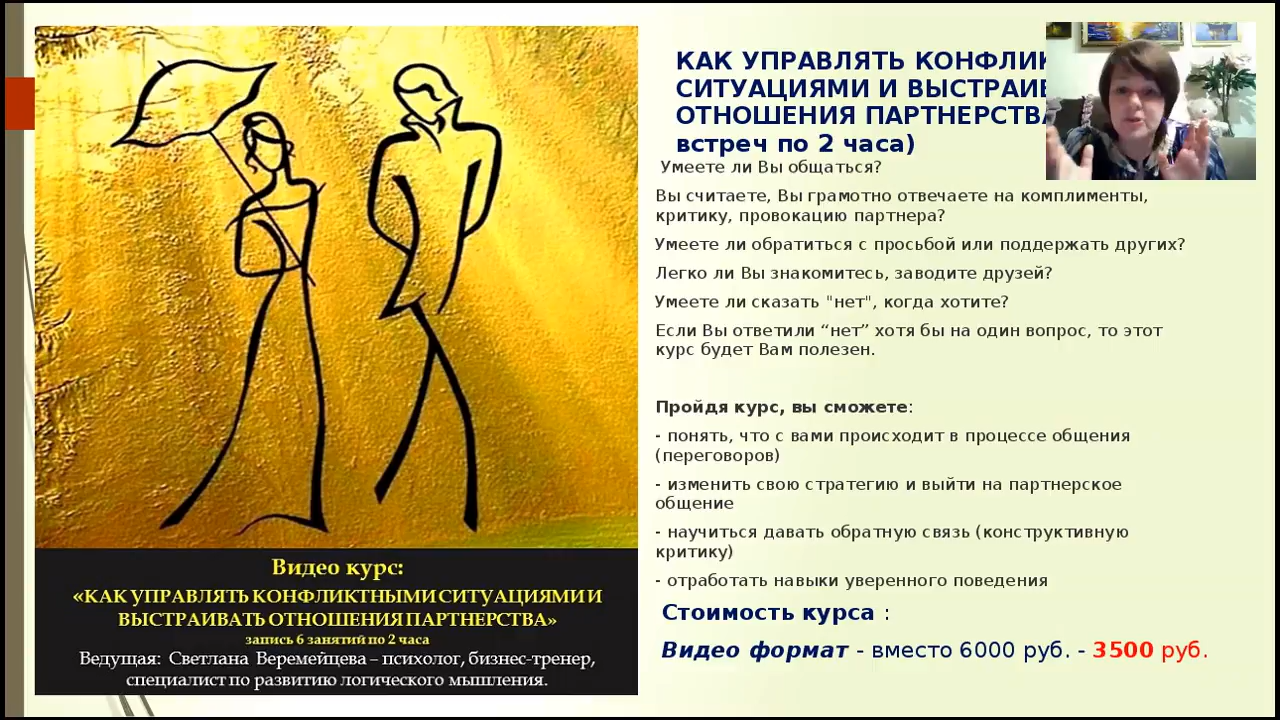 КАК УПРАВЛЯТЬ КОНФЛИК
СИТУАЦИЯМИ И ВЫСТРАИВ
ОТНОШЕНИЯ ПАРТНЕРСТВА
встреч по 2 часа)
Умеете ли Вы общаться?
Вы считаете, Вы грамотно отвечаете на комплименты,
критику, провокацию партнера?
Умеете ли обратиться с просьбой или поддержать других?
Легко ли Вы знакомитесь, заводите друзей?
Умеете ли сказать "нет", когда хотите?
Если Вы ответили “нет” хотя бы на один вопрос, то этот
курс будет Вам полезен.
Пройдя курс, вы сможете:
- понять, что с вами происходит в процессе общения
(переговоров)
- изменить свою стратегию и выйти на партнерское
общение
- научиться давать обратную связь (конструктивную
критику)
- отработать навыки уверенного поведения
Стоимость курса :
Видео формат - вместо 6000 руб. - 3500 руб.
Видео курс:
«КАК УПРАВЛЯТЬ КОНФЛИКТНЫМИ СИТУАЦИЯМИ И
ВЫСТРАИВАТЬ ОТНОШЕНИЯ ПАРТНЕРСТВА»
запись 6 занятий по 2 часа
Ведущая: Светлана Веремейцева – психолог, бизнес-тренер,
специалист по развитию логического мышления.